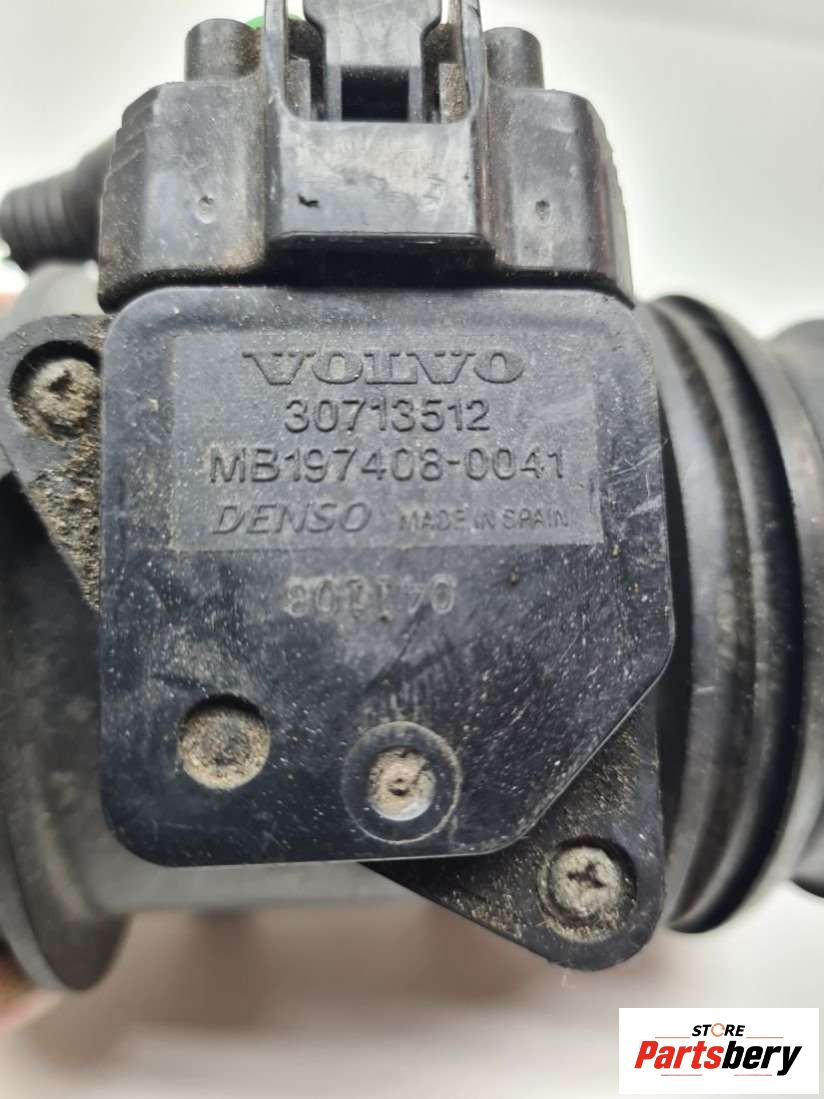 VOLVO
30713512
MB197408-0041
DENSO MADE IN SPAIN
STORE
Partsbery